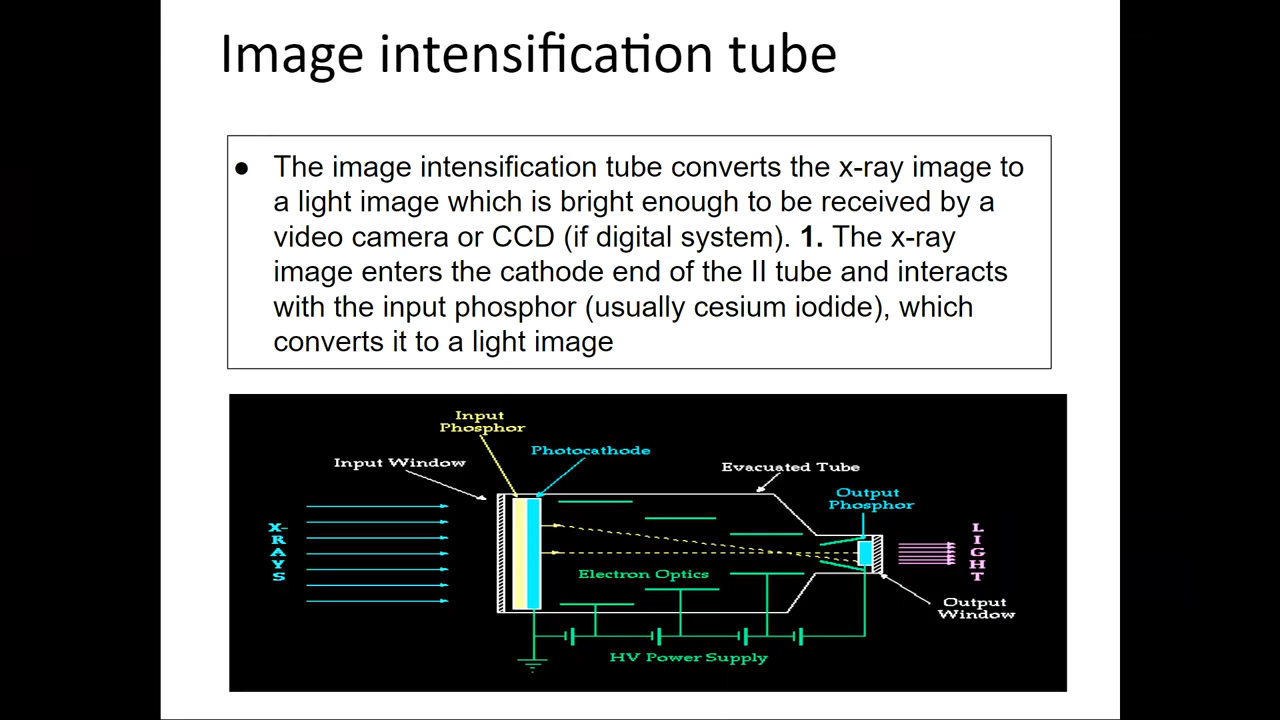 Image intensification tube
● The image intensification tube converts the x-ray image to
a light image which is bright enough to be received by a
video camera or CCD (if digital system). 1. The x-ray
image enters the cathode end of the II tube and interacts
with the input phosphor (usually cesium iodide), which
converts it to a light image
Input
Phosphor
Photocathode
Input Window
Evacuated Tube
Output
Phosphor
X-
R
A
Y
S
L
I
G
H
T
Electron Optics
Output
Window
HV Power Supply